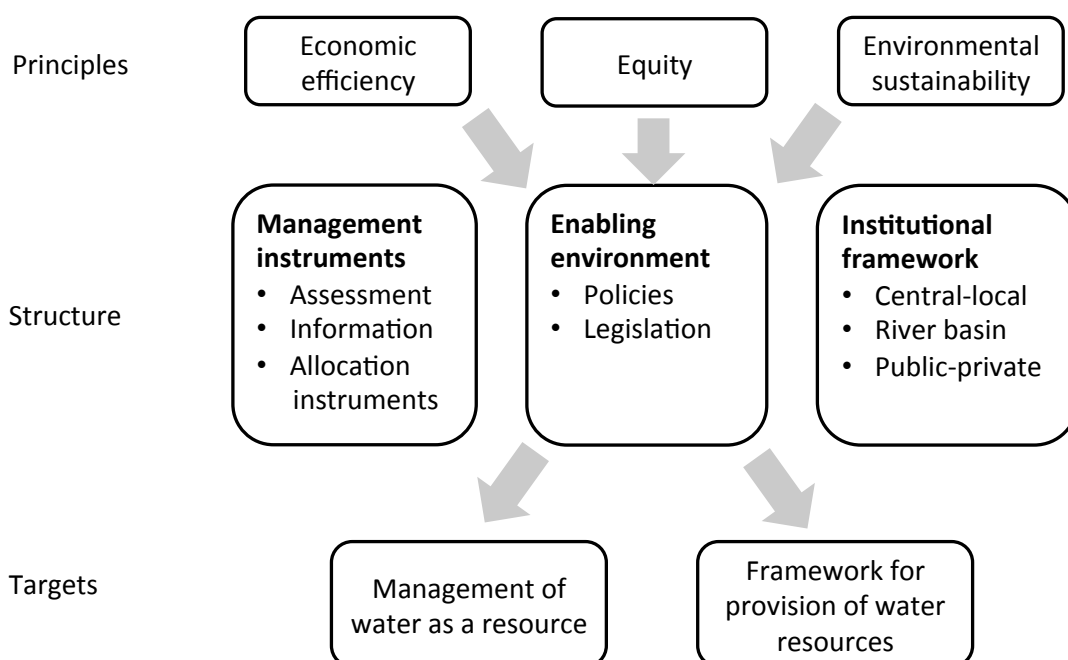 Principles
Economic
efficiency
Equity
Environmental
sustainability
Structure
Management
instruments
• Assessment
• Information
• Allocation
instruments
Enabling
environment
• Policies
• Legislation
Institutional
framework
• Central-local
• River basin
• Public-private
Targets
Management of
water as a resource
Framework for
provision of water
resources